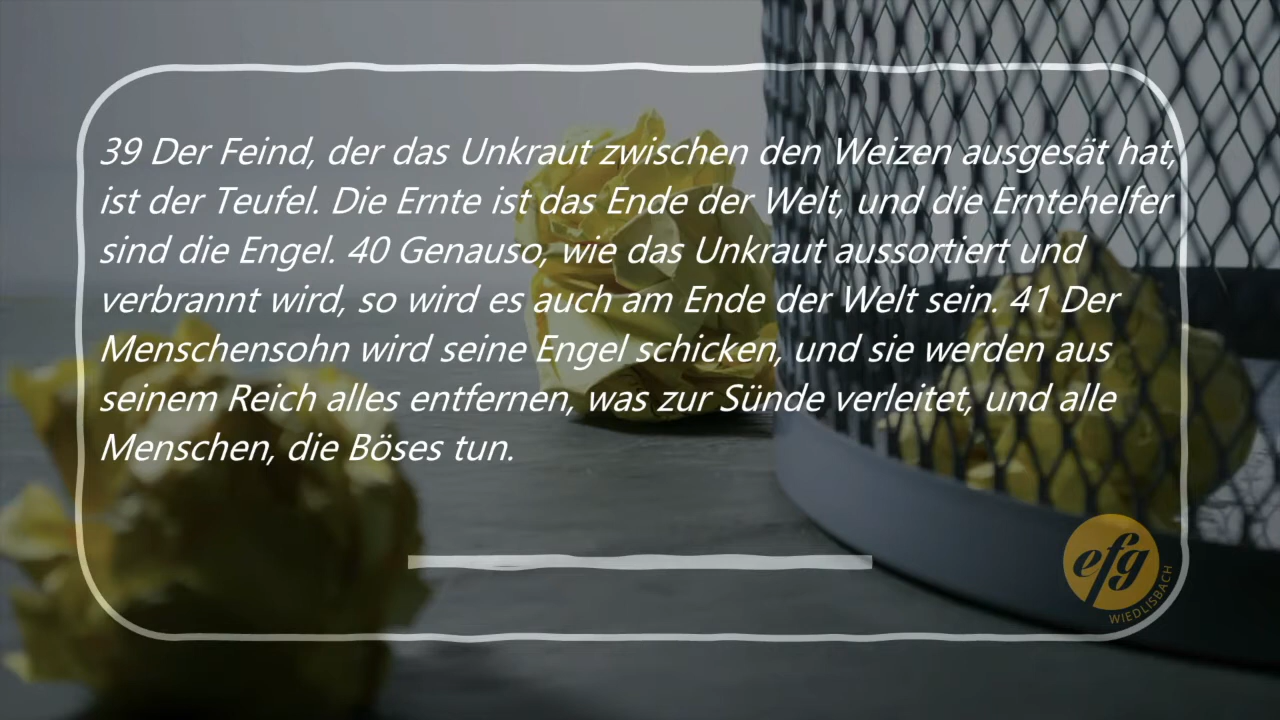 39 Der Feind, der das Unkraut zwischen den Weizen ausgesät hat,
ist der Teufel. Die Ernte ist das Ende der Welt, und die Erntehelfer
sind die Engel. 40 Genauso, wie das Unkraut aussortiert und
verbrannt wird, so wird es auch am Ende der Welt sein. 41 Der
Menschensohn wird seine Engel schicken, und sie werden aus
seinem Reich alles entfernen, was zur Sünde verleitet, und alle
Menschen, die Böses tun.
efg
WIEDLISBACH